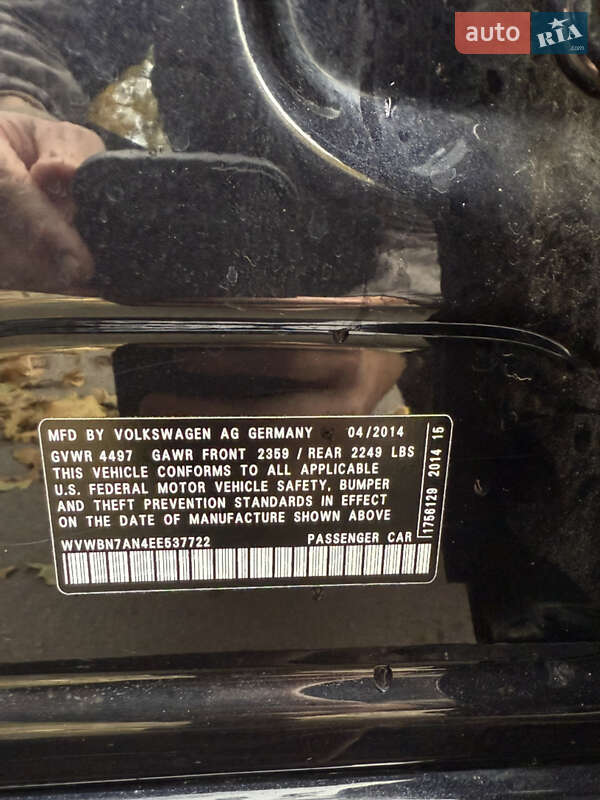 auto RIA.com
MFD BY VOLKSWAGEN AG GERMANY 04/2014
GVWR 4497 GAWR FRONT 2359 / REAR 2249 LBS
THIS VEHICLE CONFORMS TO ALL APPLICABLE
U.S. FEDERAL MOTOR VEHICLE SAFETY, BUMPER
AND THEFT PREVENTION STANDARDS IN EFFECT
ON THE DATE OF MANUFACTURE SHOWN ABOVE
WVWBN7AN4EE537722 PASSENGER CAR
1756129 2014 15